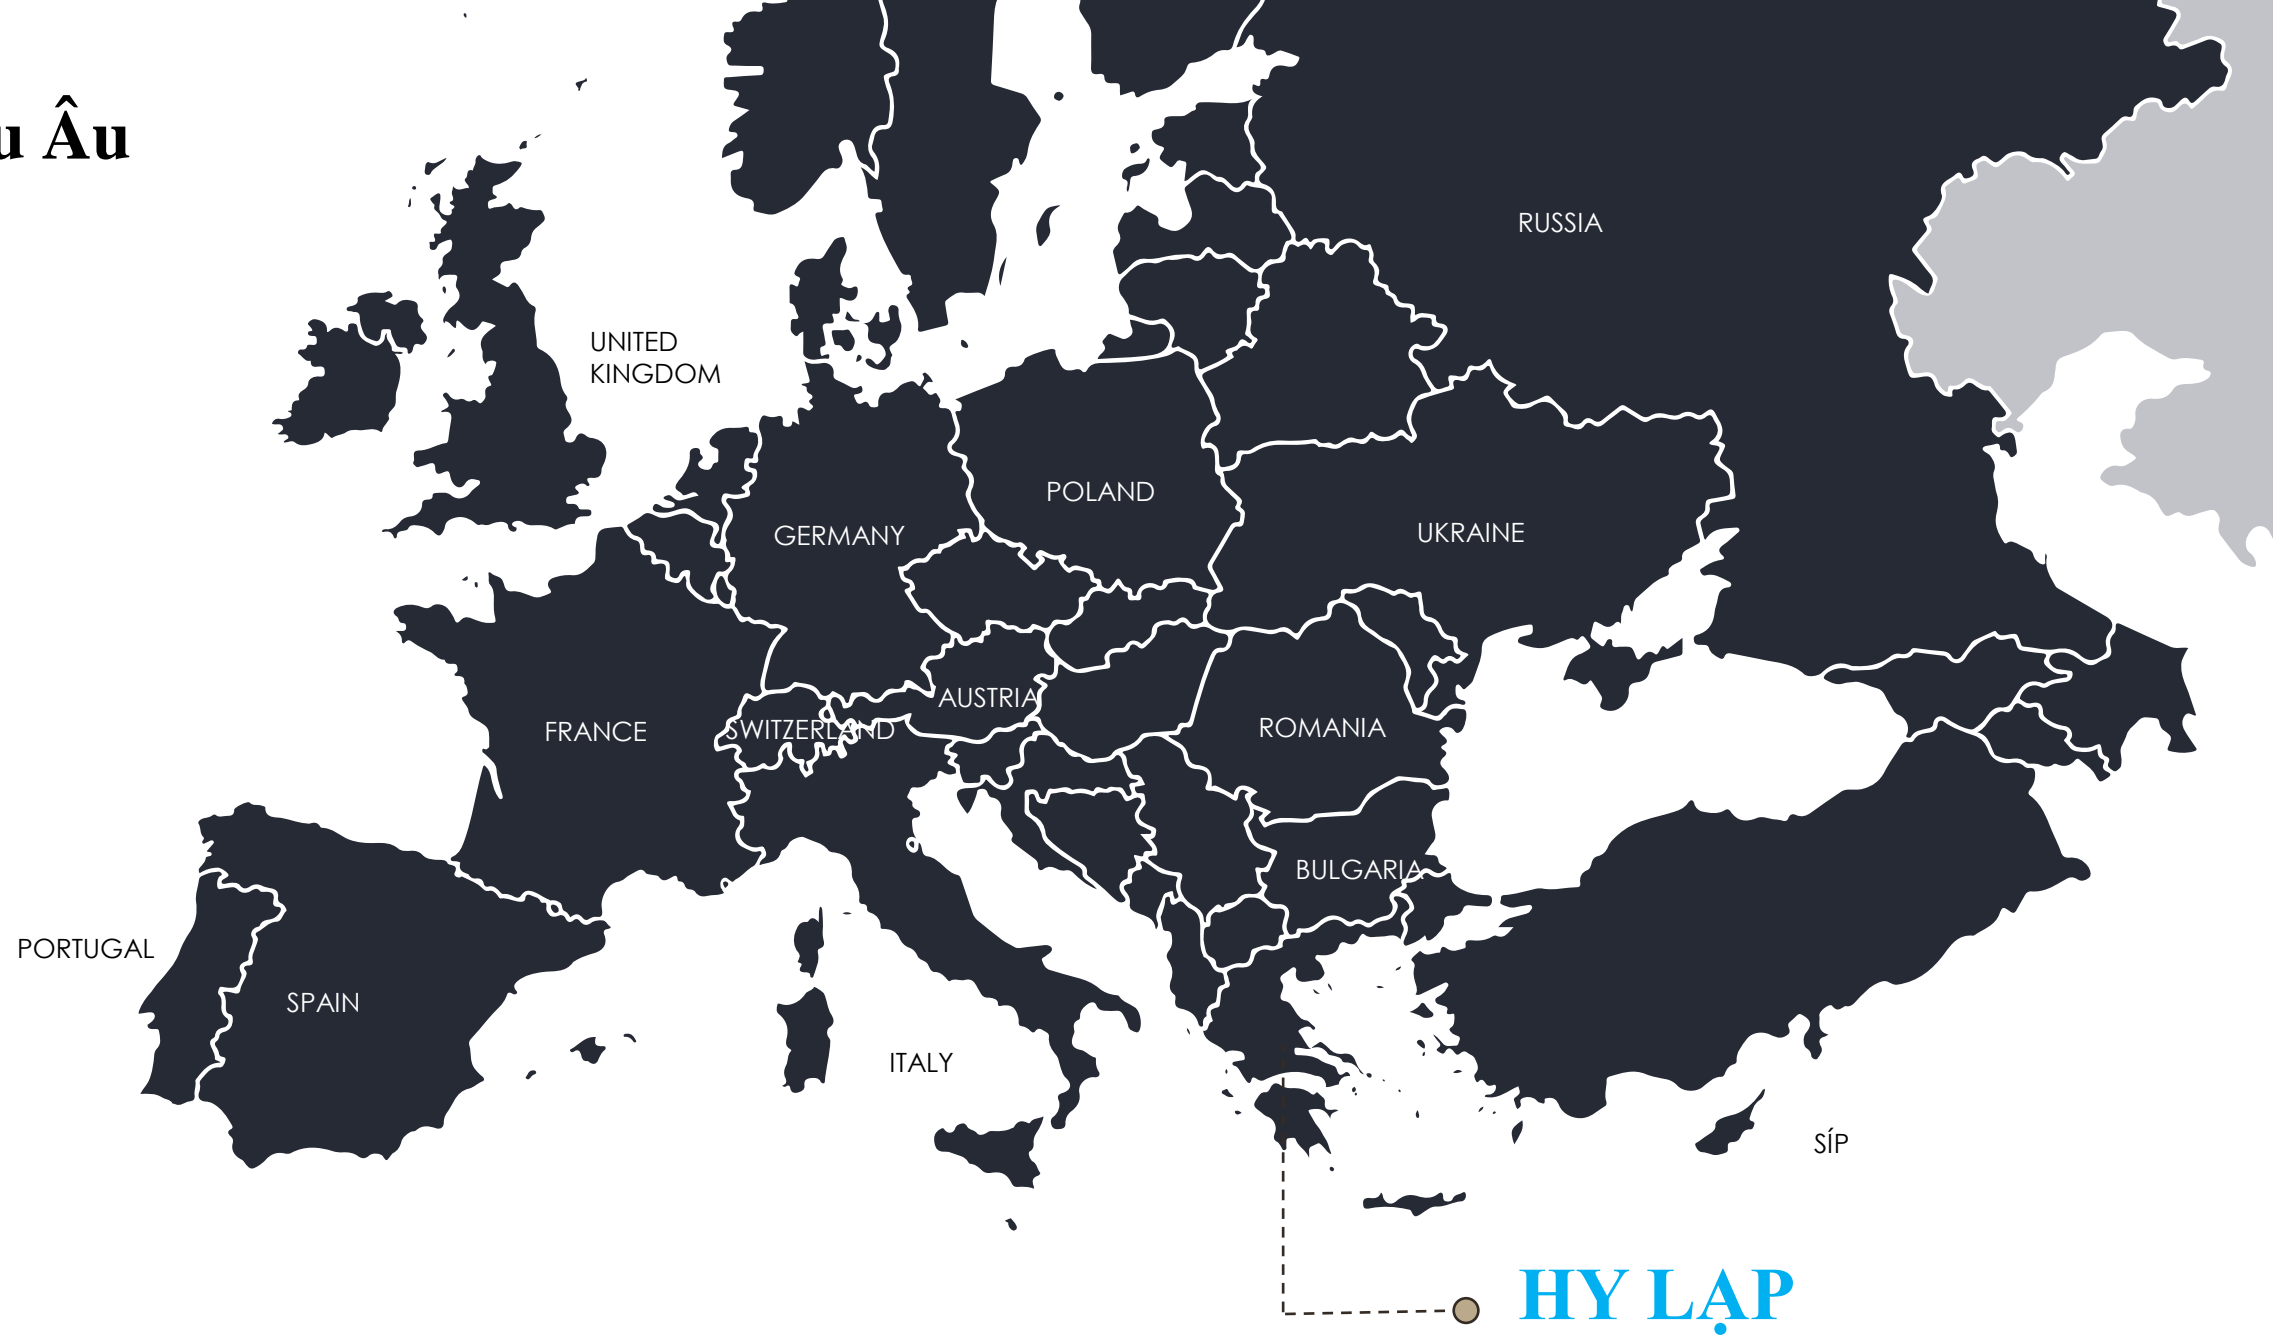 u Âu
RUSSIA
UNITED
KINGDOM
POLAND
GERMANY
UKRAINE
AUSTRIA
SWITZERLAND
FRANCE
ROMANIA
BULGARIA
PORTUGAL
SPAIN
ITALY
SÍP
HY LẠP